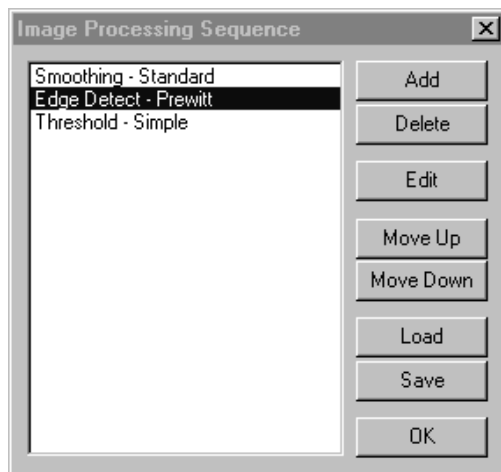 Image Processing Sequence
Smoothing - Standard
Edge Detect - Prewitt
Threshold - Simple
Add
Delete
Edit
Move Up
Move Down
Load
Save
OK